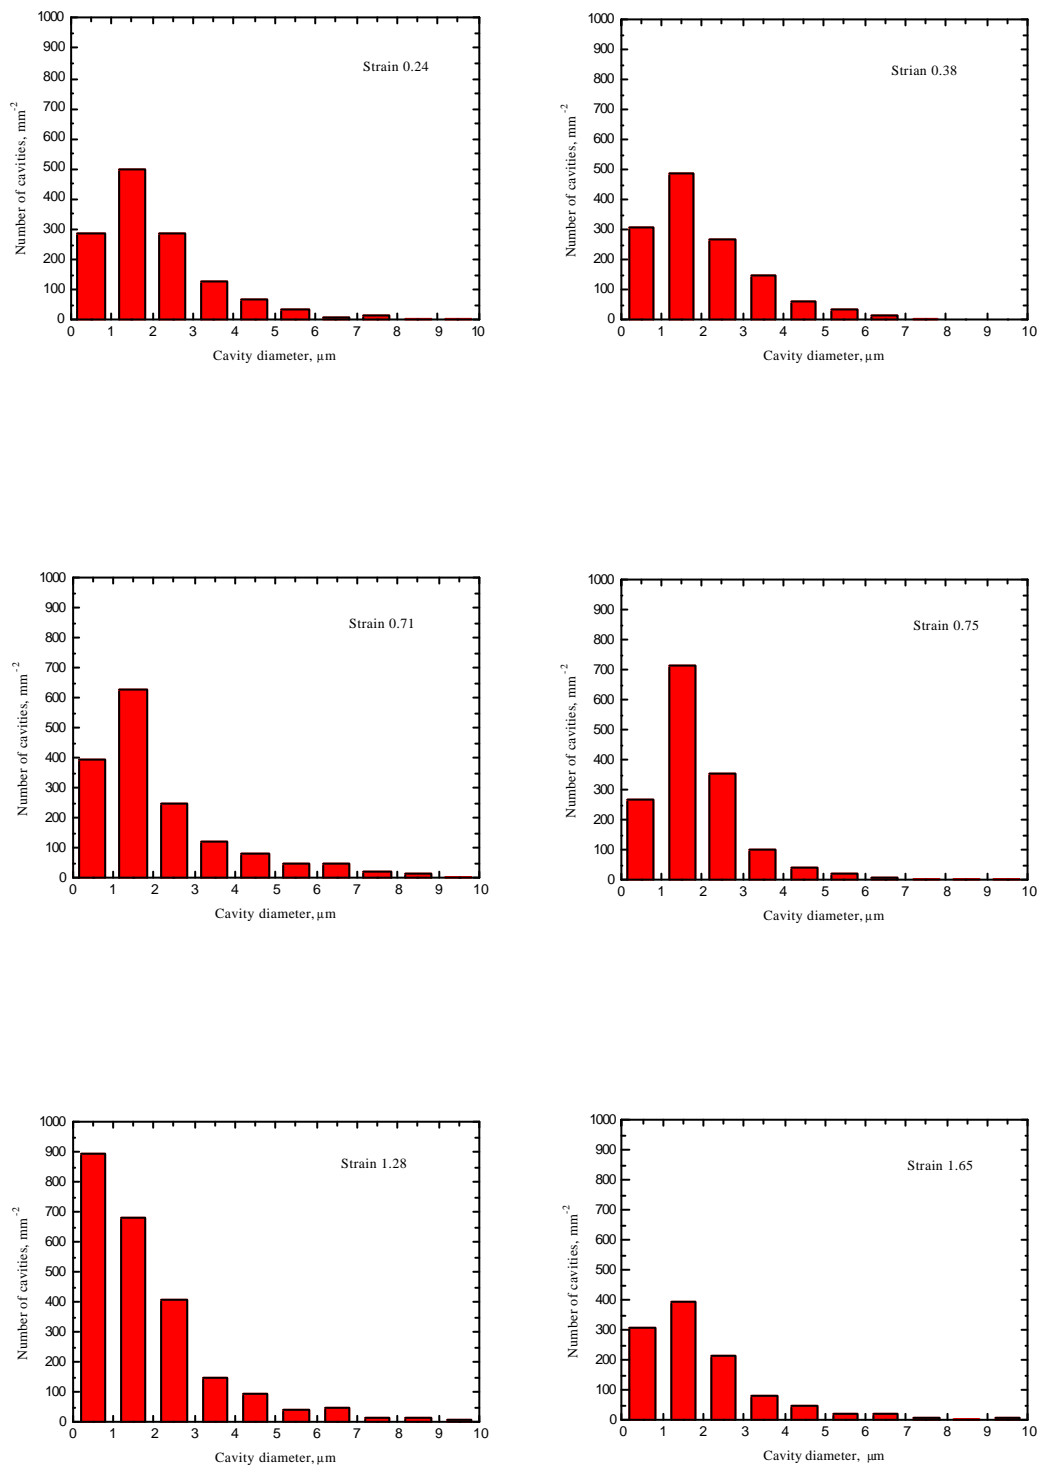 1000
900
800
700
600
500
400
300
200
100
0
Number of cavities, mm-2
Strain 0.24
0 1 2 3 4 5 6 7 8 9 10
Cavity diameter, µm
1000
900
800
700
600
500
400
300
200
100
0
Number of cavities, mm-2
Strian 0.38
0 1 2 3 4 5 6 7 8 9 10
Cavity diameter, µm
1000
900
800
700
600
500
400
300
200
100
0
Number of cavities, mm-2
Strain 0.71
0 1 2 3 4 5 6 7 8 9 10
Cavity diameter, µm
1000
900
800
700
600
500
400
300
200
100
0
Number of cavities, mm-2
Strain 0.75
0 1 2 3 4 5 6 7 8 9 10
Cavity diameter, µm
1000
900
800
700
600
500
400
300
200
100
0
Number of cavities, mm-2
Strain 1.28
0 1 2 3 4 5 6 7 8 9 10
Cavity diameter, µm
1000
900
800
700
600
500
400
300
200
100
0
Number of cavities, mm-2
Strain 1.65
0 1 2 3 4 5 6 7 8 9 10
Cavity diameter, µm